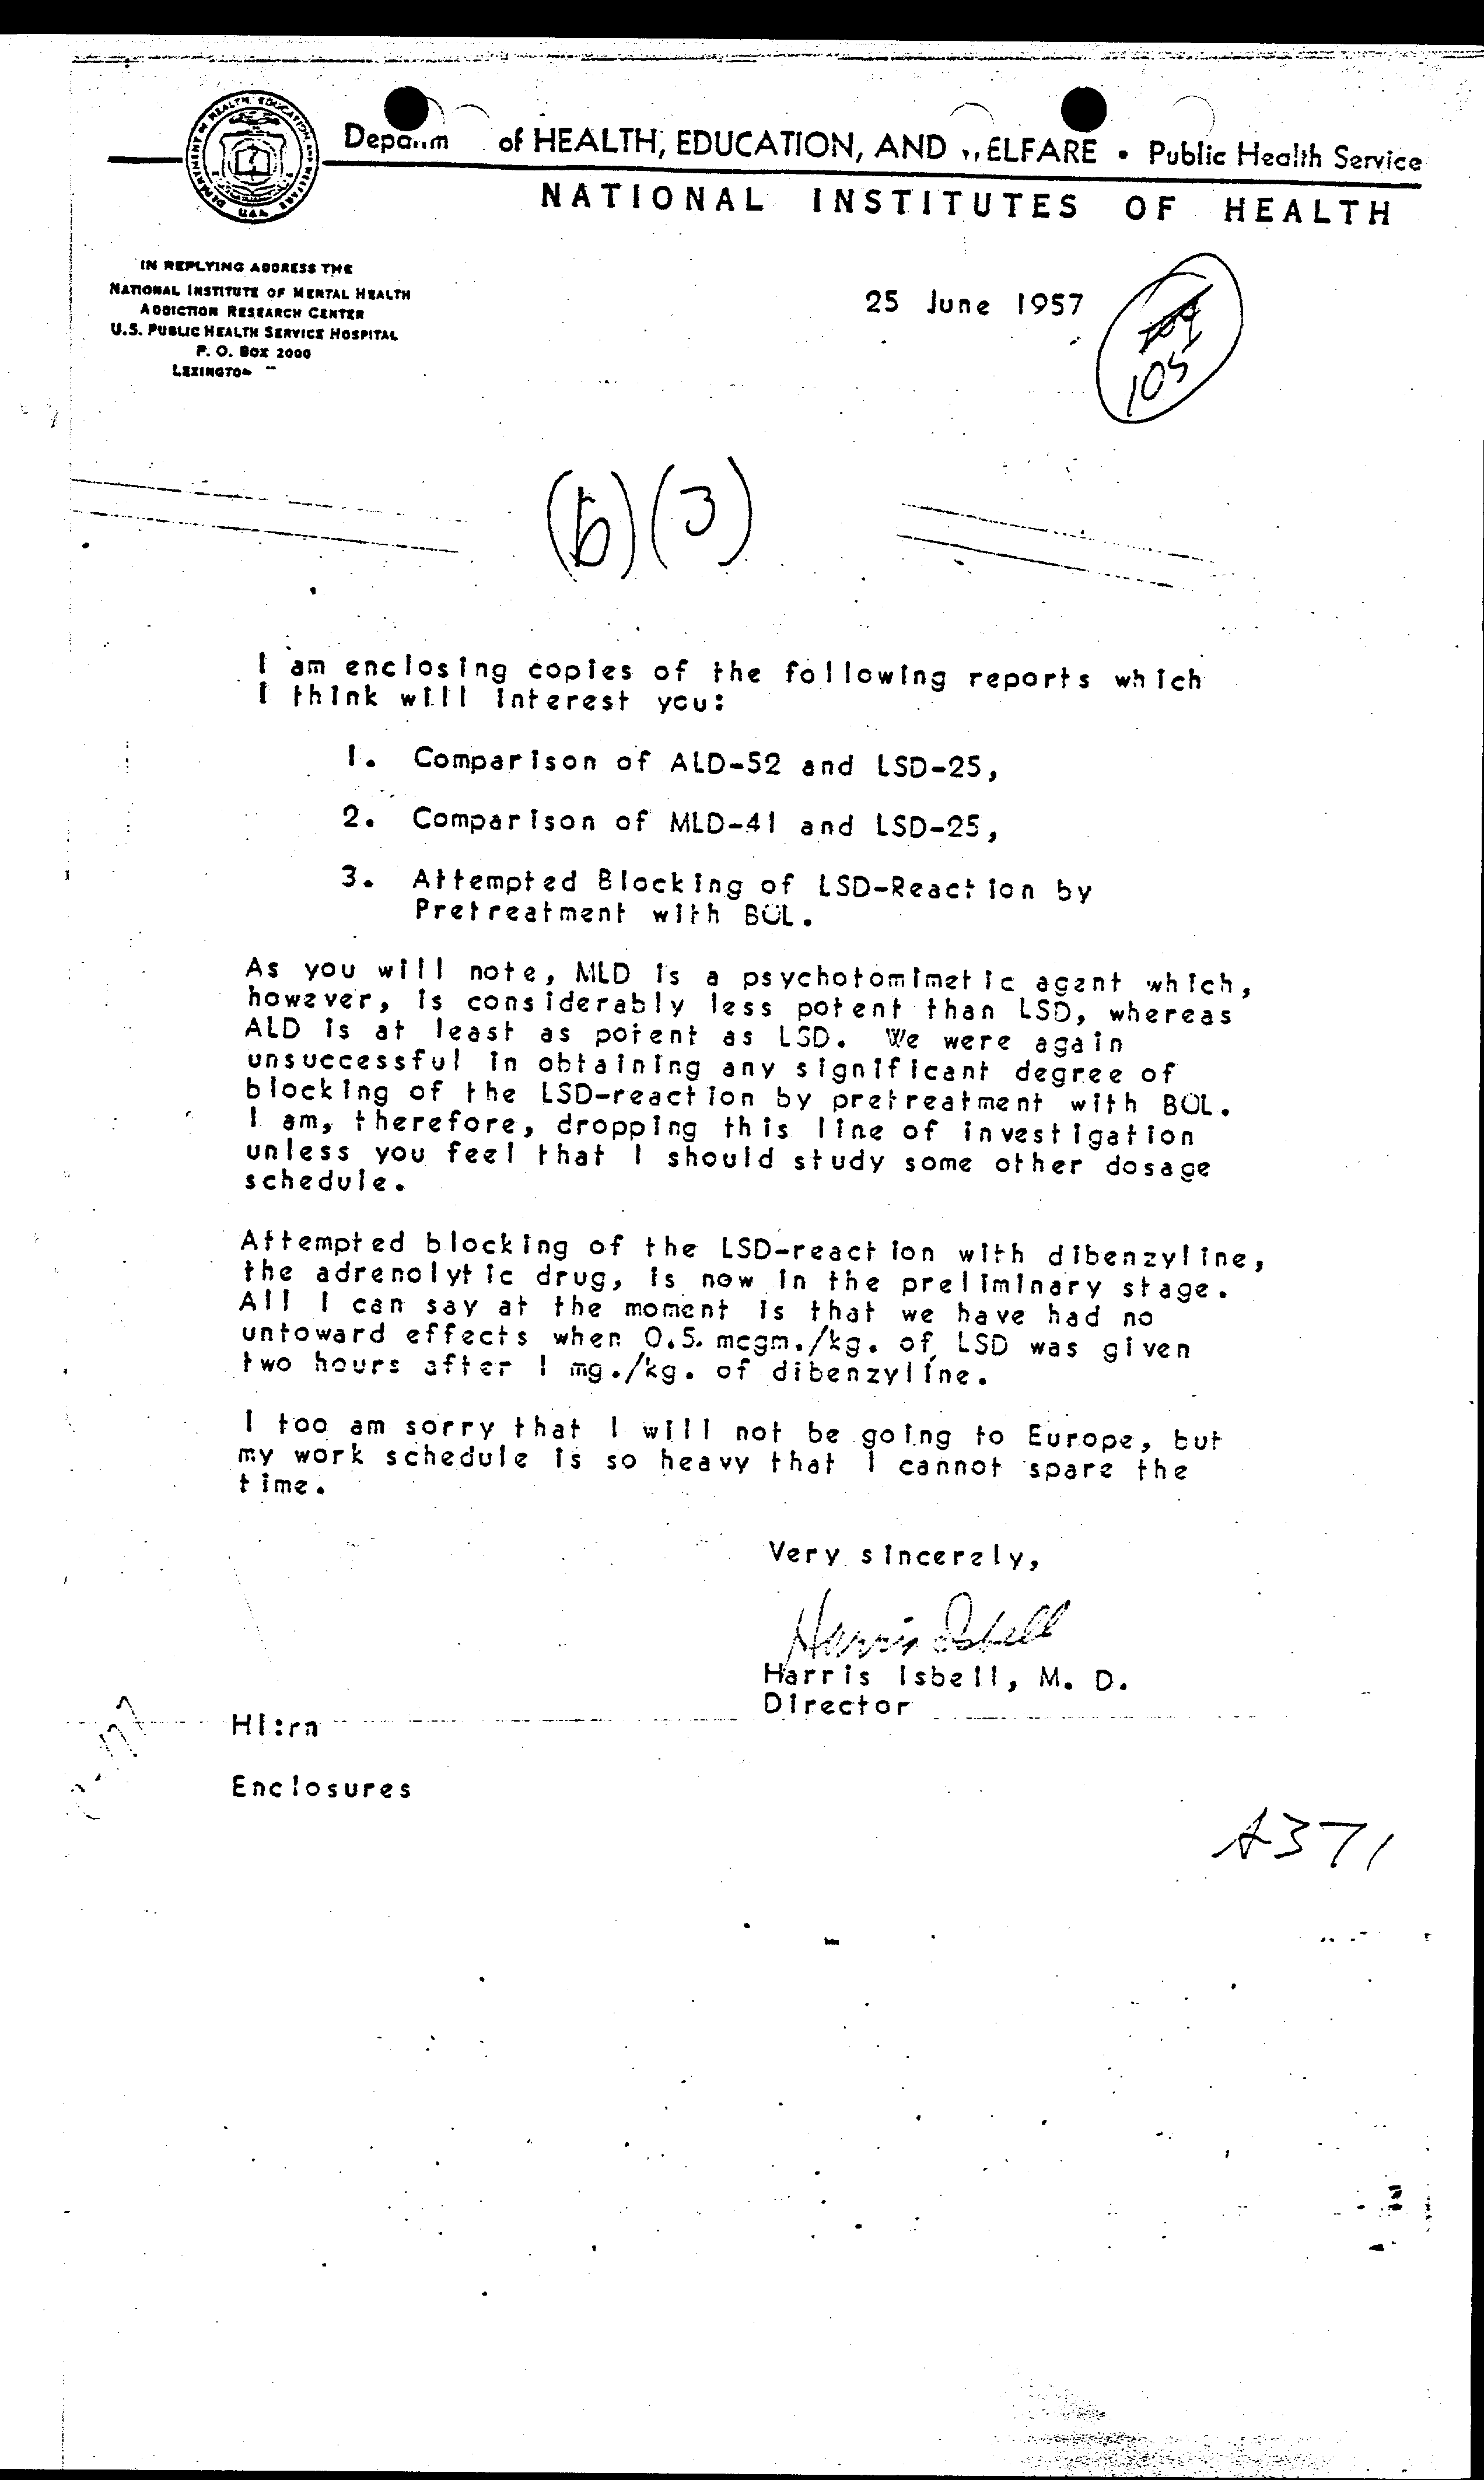 of HEALTH, EDUCATION, AND ELFARE • Public Health Service
NATIONAL INSTITUTES OF HEALTH
IN REPLYING ADDRESS THE
NATIONAL INSTITUTE OF MENTAL HEALTH
ADDICTION RESEARCH CENTER
U.S. PUBLIC HEALTH SERVICE HOSPITAL
P. O. BOX 2000
25 June 1957
105
(b)(3)
I am enclosing copies of the following reports which
I think will interest you:
1. Comparison of ALD-52 and LSD-25,
2. Comparison of MLD-41 and LSD-25,
3. Attempted Blocking of LSD-Reaction by
Pretreatment with BOL.
As you will note, MLD is a psychotomimetic agent which,
however, is considerably less potent than LSD, whereas
ALD is at least as potent as LSD. We were again
unsuccessful in obtaining any significant degree of
blocking of the LSD-reaction by pretreatment with BOL.
I am, therefore, dropping this line of investigation
unless you feel that I should study some other dosage
schedule.
Attempted blocking of the LSD-reaction with dibenzyline,
the adrenolytic drug, is now in the preliminary stage.
All I can say at the moment is that we have had no
untoward effects when 0.5 mcgm./kg. of LSD was given
two hours after 1 mg./kg. of dibenzyline.
I too am sorry that I will not be going to Europe, but
my work schedule is so heavy that I cannot spare the
time.
Very sincerely,
Harris Isbell
Harris Isbell, M. D.
Director
HI:rn
Enclosures
A371